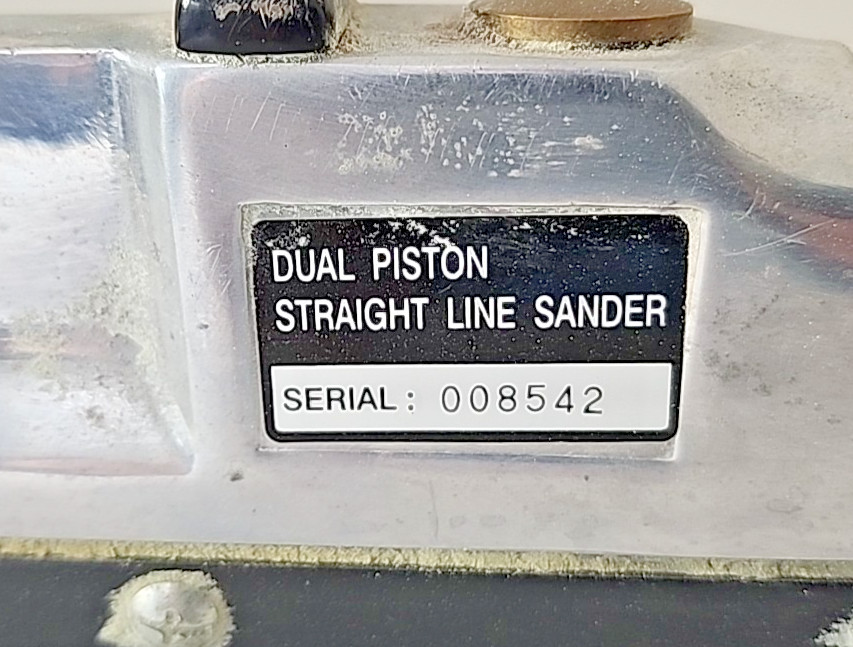 DUAL PISTON
STRAIGHT LINE SANDER
SERIAL: 008542